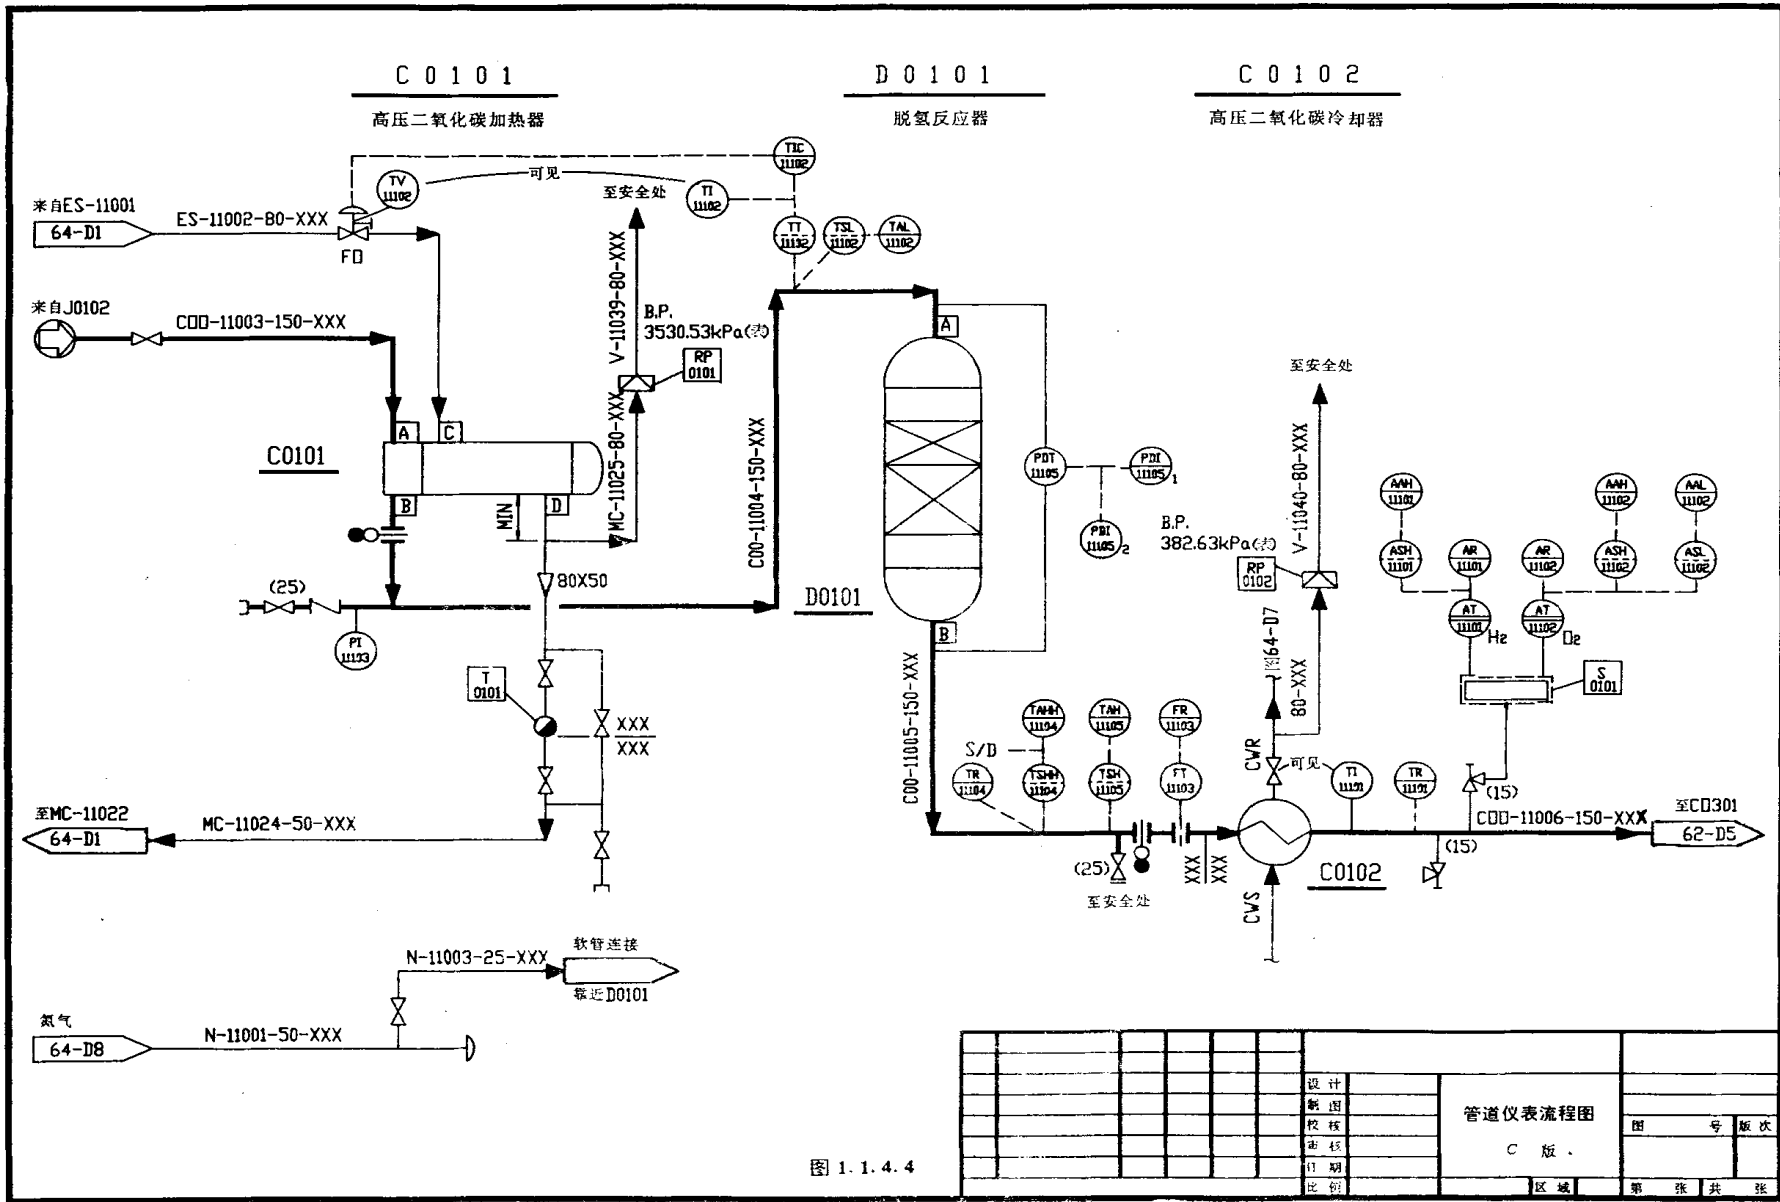 C0101
高压二氧化碳加热器
D0101
脱氢反应器
C0102
高压二氧化碳冷却器
TIC
11102
TV
11102
可见
TI
11102
TT
11102
TSL
11102
TAL
11102
来自ES-11001
64-D1
ES-11002-80-XXX
FO
来自J0102
COO-11003-150-XXX
至安全处
V-11039-80-XXX
B.P.
3530.53kPa(表)
RP
0101
MC-11025-80-XXX
C0101
A
C
B
D
MIN
80X50
(25)
PI
11103
T
0101
XXX
XXX
至MC-11022
64-D1
MC-11024-50-XXX
COO-11004-150-XXX
A
D0101
B
PDT
11105
PDI
11105 1
PDI
11105 2
COO-11005-150-XXX
至安全处
V-11040-80-XXX
B.P.
382.63kPa(表)
RP
0102
图64-D7
80-XXX
CWR
可见
AAH
11101
AAH
11102
AAL
11102
ASH
11101
AR
11101
AR
11102
ASH
11102
ASL
11102
AT
11101
H2
AT
11102
O2
S
0101
TAHH
11104
TAH
11105
FR
11103
S/D
TR
11104
TSHH
11104
TSH
11105
FT
11103
TI
11101
TR
11101
(15)
COO-11006-150-XXX
至C0301
62-D5
(25)
至安全处
XXX
XXX
CWS
C0102
(15)
软管连接
N-11003-25-XXX
靠近D0101
氮气
64-D8
N-11001-50-XXX
图 1.1.4.4
设计
制图
校核
审核
日期
比例
管道仪表流程图
C 版
区域
图 号
版次
第 张 共 张